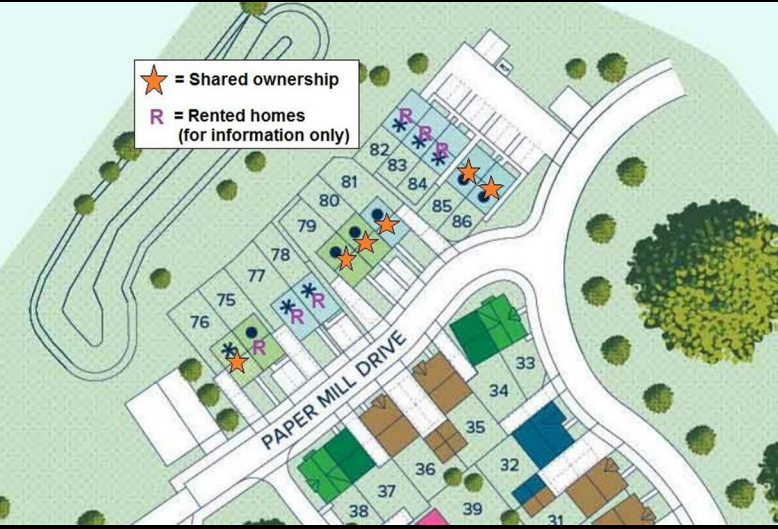 = Shared ownership
R = Rented homes
(for information only)
R
R
R
82
83
84
81
80
79
85
86
78
77
75
76
R
R
R
PAPER MILL DRIVE
33
34
35
36
32
37
38
39
31